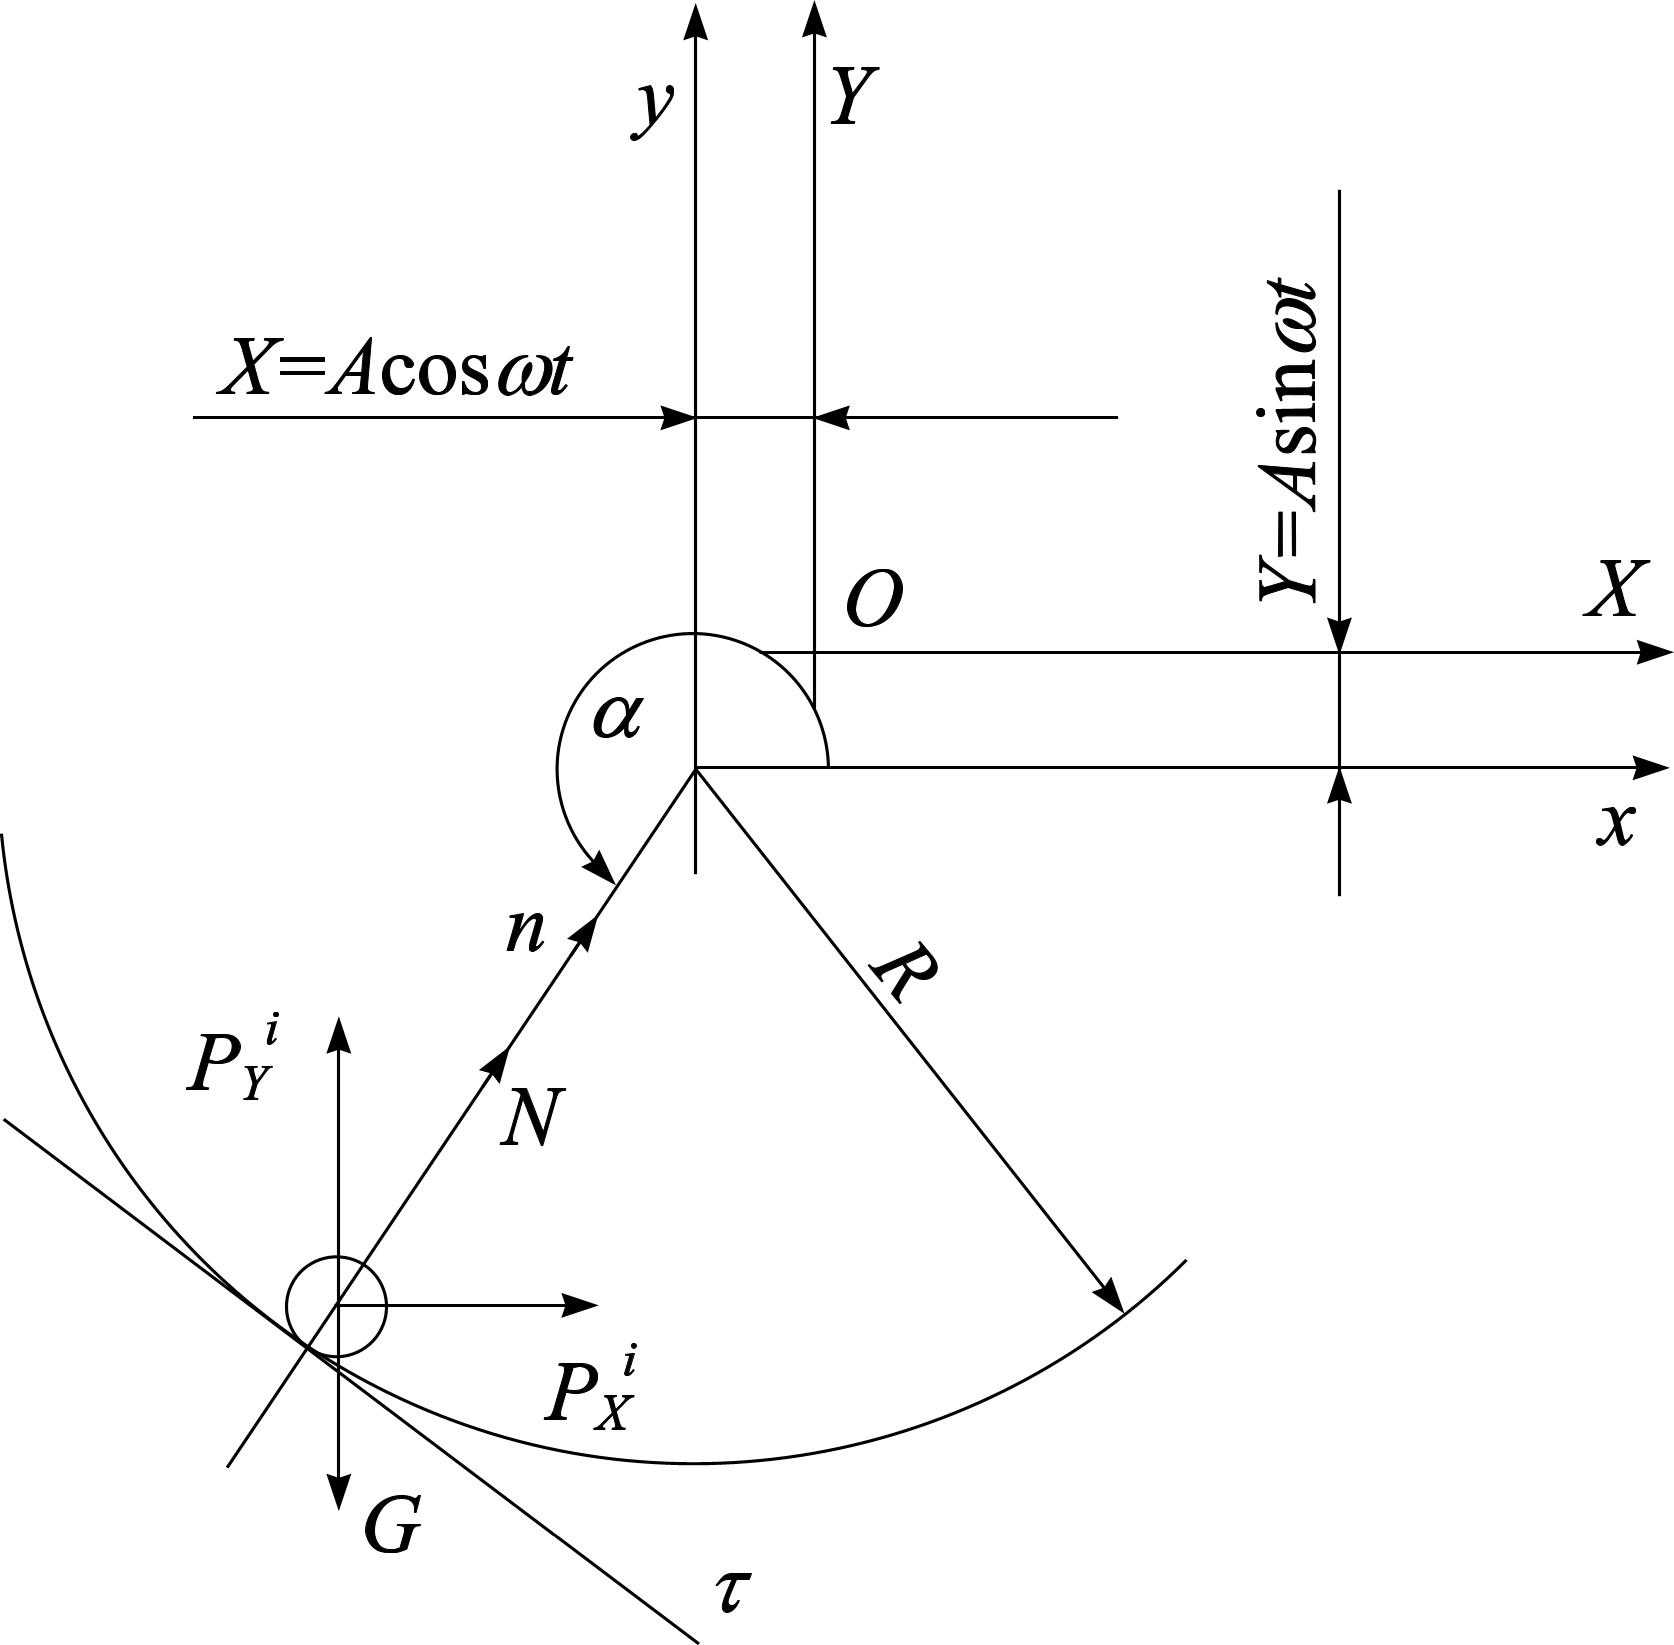 y
Y
X=Acosωt
Y=Asinωt
O
X
α
x
n
R
P_Y^i
N
P_X^i
G
τ